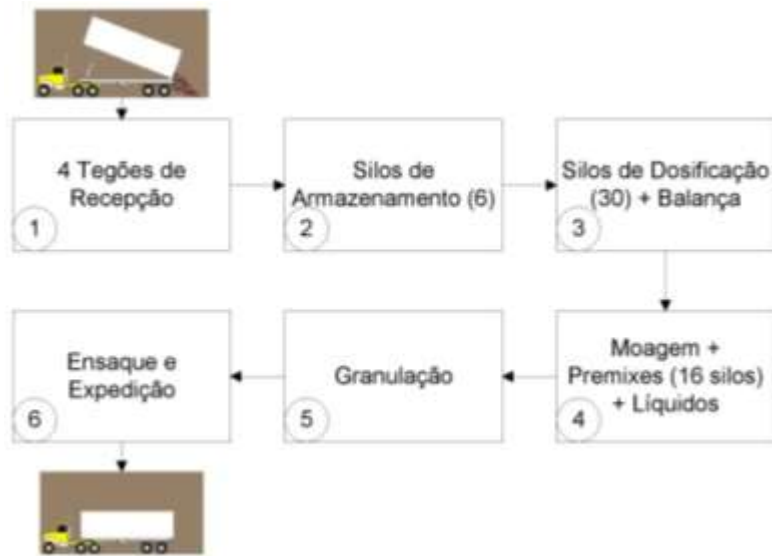 4 Tegões de
Recepção
1
Silos de
Armazenamento (6)
2
Silos de Dosificação
(30) + Balança
3
Moagem +
Premixes (16 silos)
+ Líquidos
4
Granulação
5
Ensaque e
Expedição
6